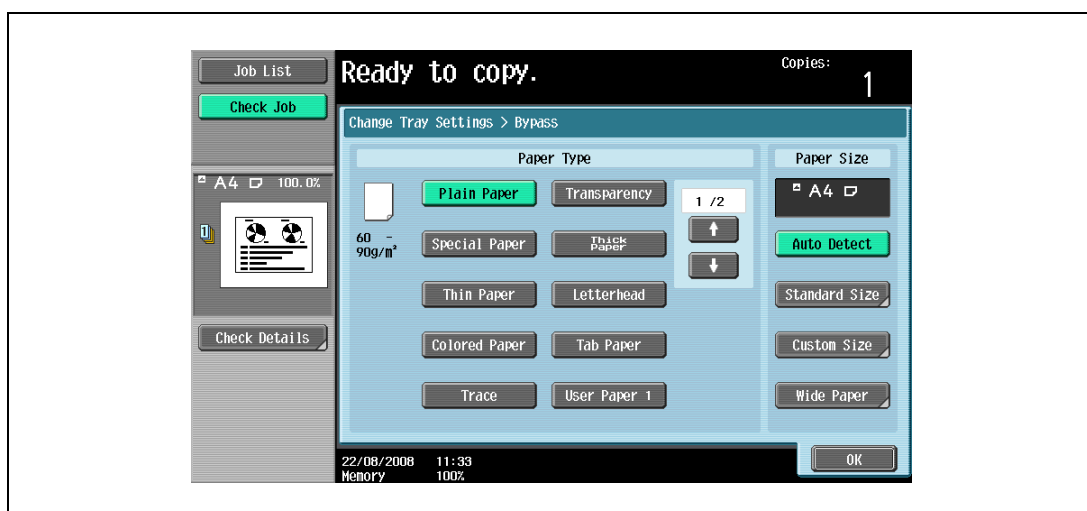 Job List
Check Job
Ready to copy.
Copies:
1
Change Tray Settings > Bypass
Paper Type
Paper Size
A4 100.0%
1
Plain Paper
Transparency
1 /2
A4
60 -
90g/m²
Special Paper
Thick
Paper
Auto Detect
Thin Paper
Letterhead
Standard Size
Check Details
Colored Paper
Tab Paper
Custom Size
Trace
User Paper 1
Wide Paper
22/08/2008 11:33
Memory 100%
OK